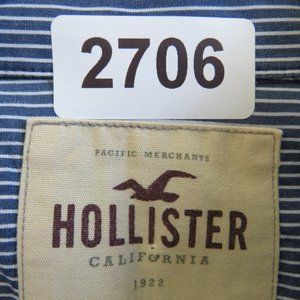 2706
PACIFIC MERCHANTS
HOLLISTER
CALIFORNIA
1922